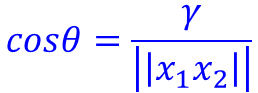 cosθ = γ / ||x₁x₂||